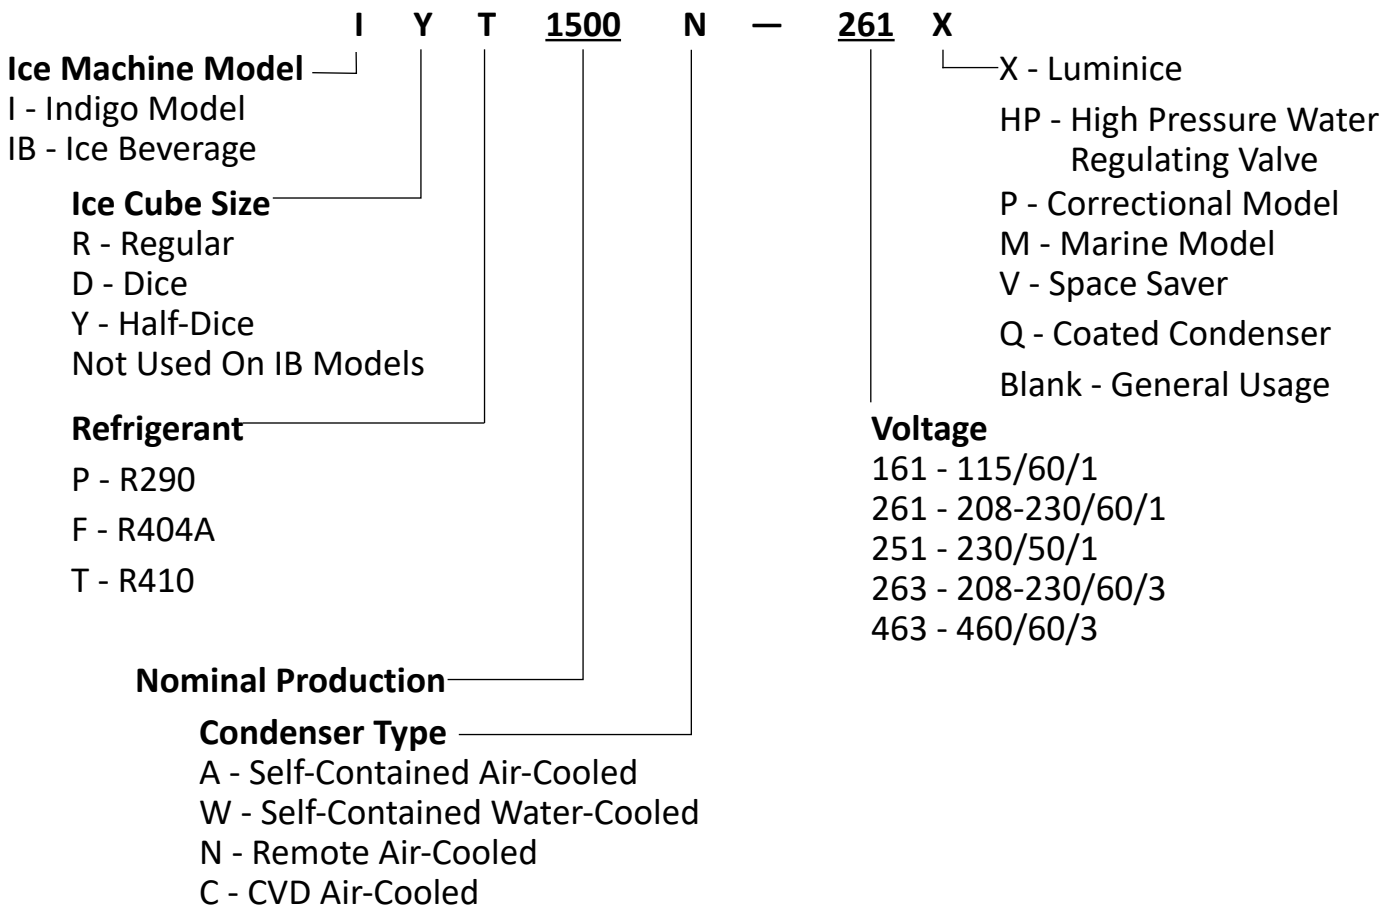 I Y T 1500 N — 261 X
Ice Machine Model
I - Indigo Model
IB - Ice Beverage
Ice Cube Size
R - Regular
D - Dice
Y - Half-Dice
Not Used On IB Models
Refrigerant
P - R290
F - R404A
T - R410
Nominal Production
Condenser Type
A - Self-Contained Air-Cooled
W - Self-Contained Water-Cooled
N - Remote Air-Cooled
C - CVD Air-Cooled
X - Luminice
HP - High Pressure Water
Regulating Valve
P - Correctional Model
M - Marine Model
V - Space Saver
Q - Coated Condenser
Blank - General Usage
Voltage
161 - 115/60/1
261 - 208-230/60/1
251 - 230/50/1
263 - 208-230/60/3
463 - 460/60/3